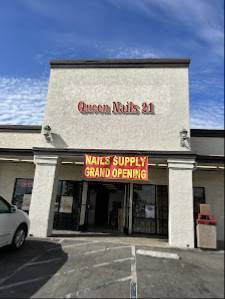 Queen Nails 21
NAILS SUPPLY
GRAND OPENING